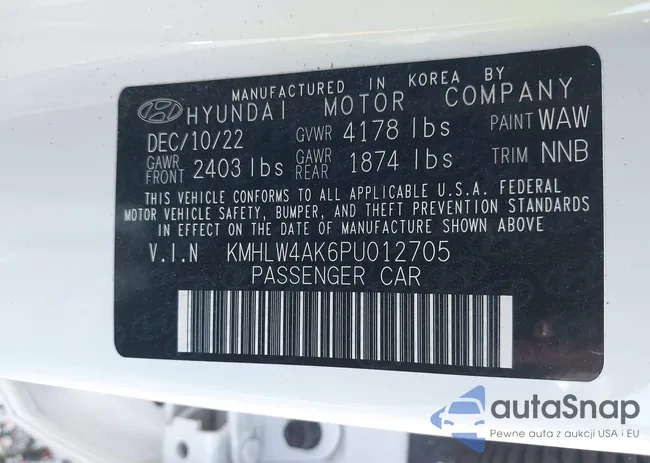 MANUFACTURED IN KOREA BY
HYUNDAI MOTOR COMPANY
DEC/10/22 GVWR 4178 lbs PAINT WAW
GAWR FRONT 2403 lbs GAWR REAR 1874 lbs TRIM NNB
THIS VEHICLE CONFORMS TO ALL APPLICABLE U.S.A. FEDERAL
MOTOR VEHICLE SAFETY, BUMPER, AND THEFT PREVENTION STANDARDS
IN EFFECT ON THE DATE OF MANUFACTURE SHOWN ABOVE
V.I.N KMHLW4AK6PU012705
PASSENGER CAR
autaSnap
Pewne auta z aukcji USA i EU